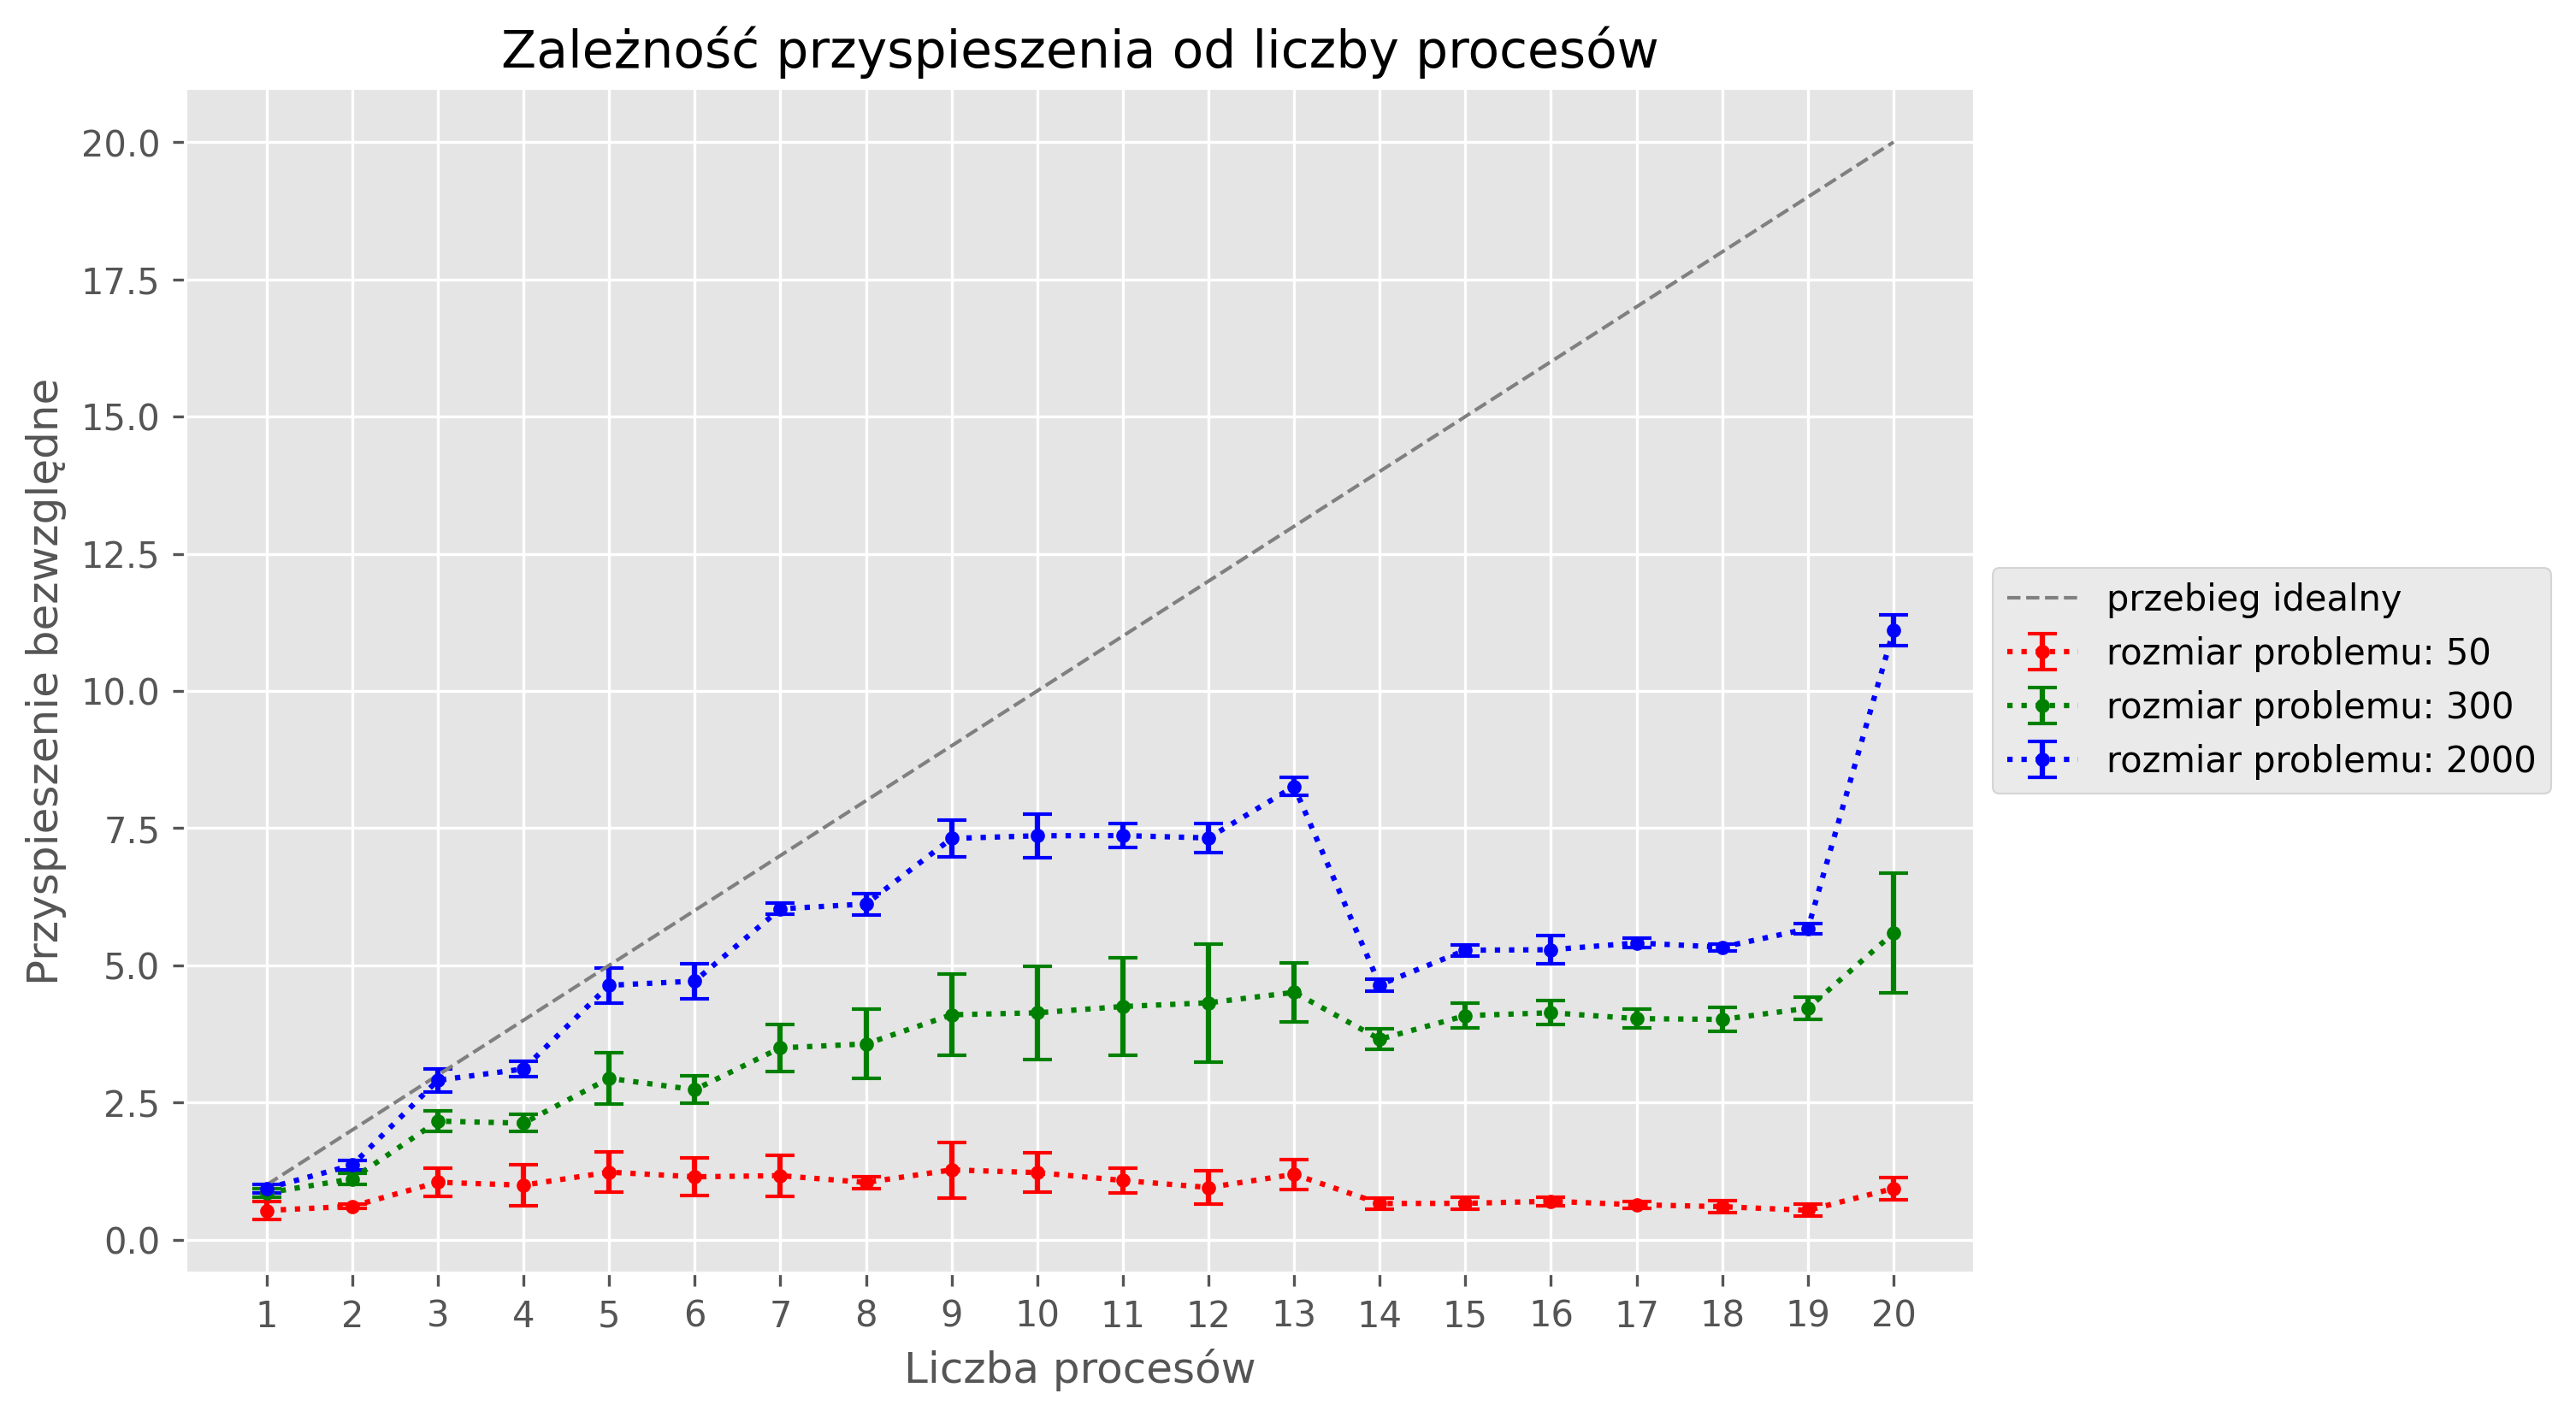 Zależność przyspieszenia od liczby procesów
Przyspieszenie bezwzględne
20.0
17.5
15.0
12.5
10.0
7.5
5.0
2.5
0.0
1 2 3 4 5 6 7 8 9 10 11 12 13 14 15 16 17 18 19 20
Liczba procesów
przebieg idealny
rozmiar problemu: 50
rozmiar problemu: 300
rozmiar problemu: 2000